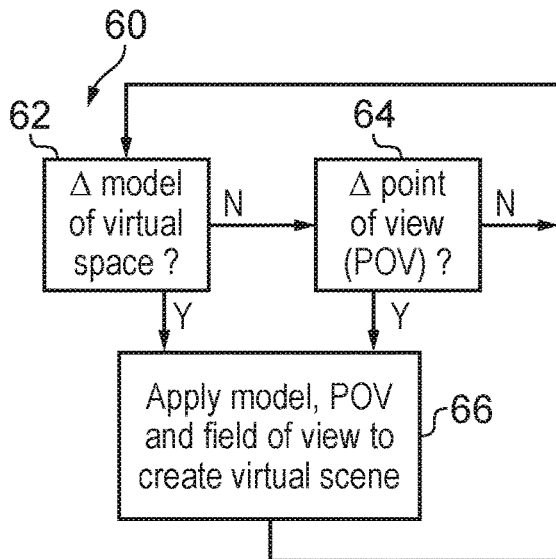 60
62
64
Δ model
of virtual
space ?
N
Δ point
of view
(POV) ?
N
Y
Y
Apply model, POV
and field of view to
create virtual scene
66